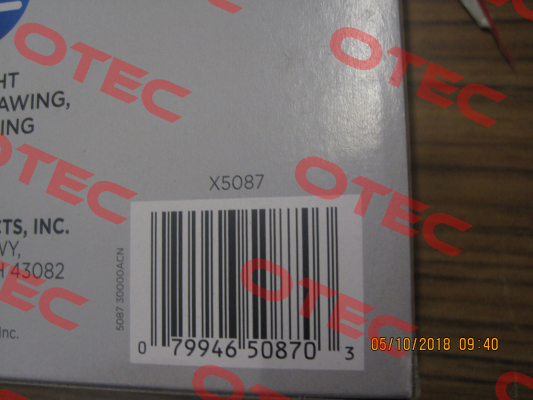 HT
AWING,
ING
X5087
CTS, INC.
WY,
H 43082
Inc.
5087 30000ACN
0 79946 50870 3
05/10/2018 09:40
OTEC
OTEC
OTEC
OTEC
OTEC
OTEC
OTEC